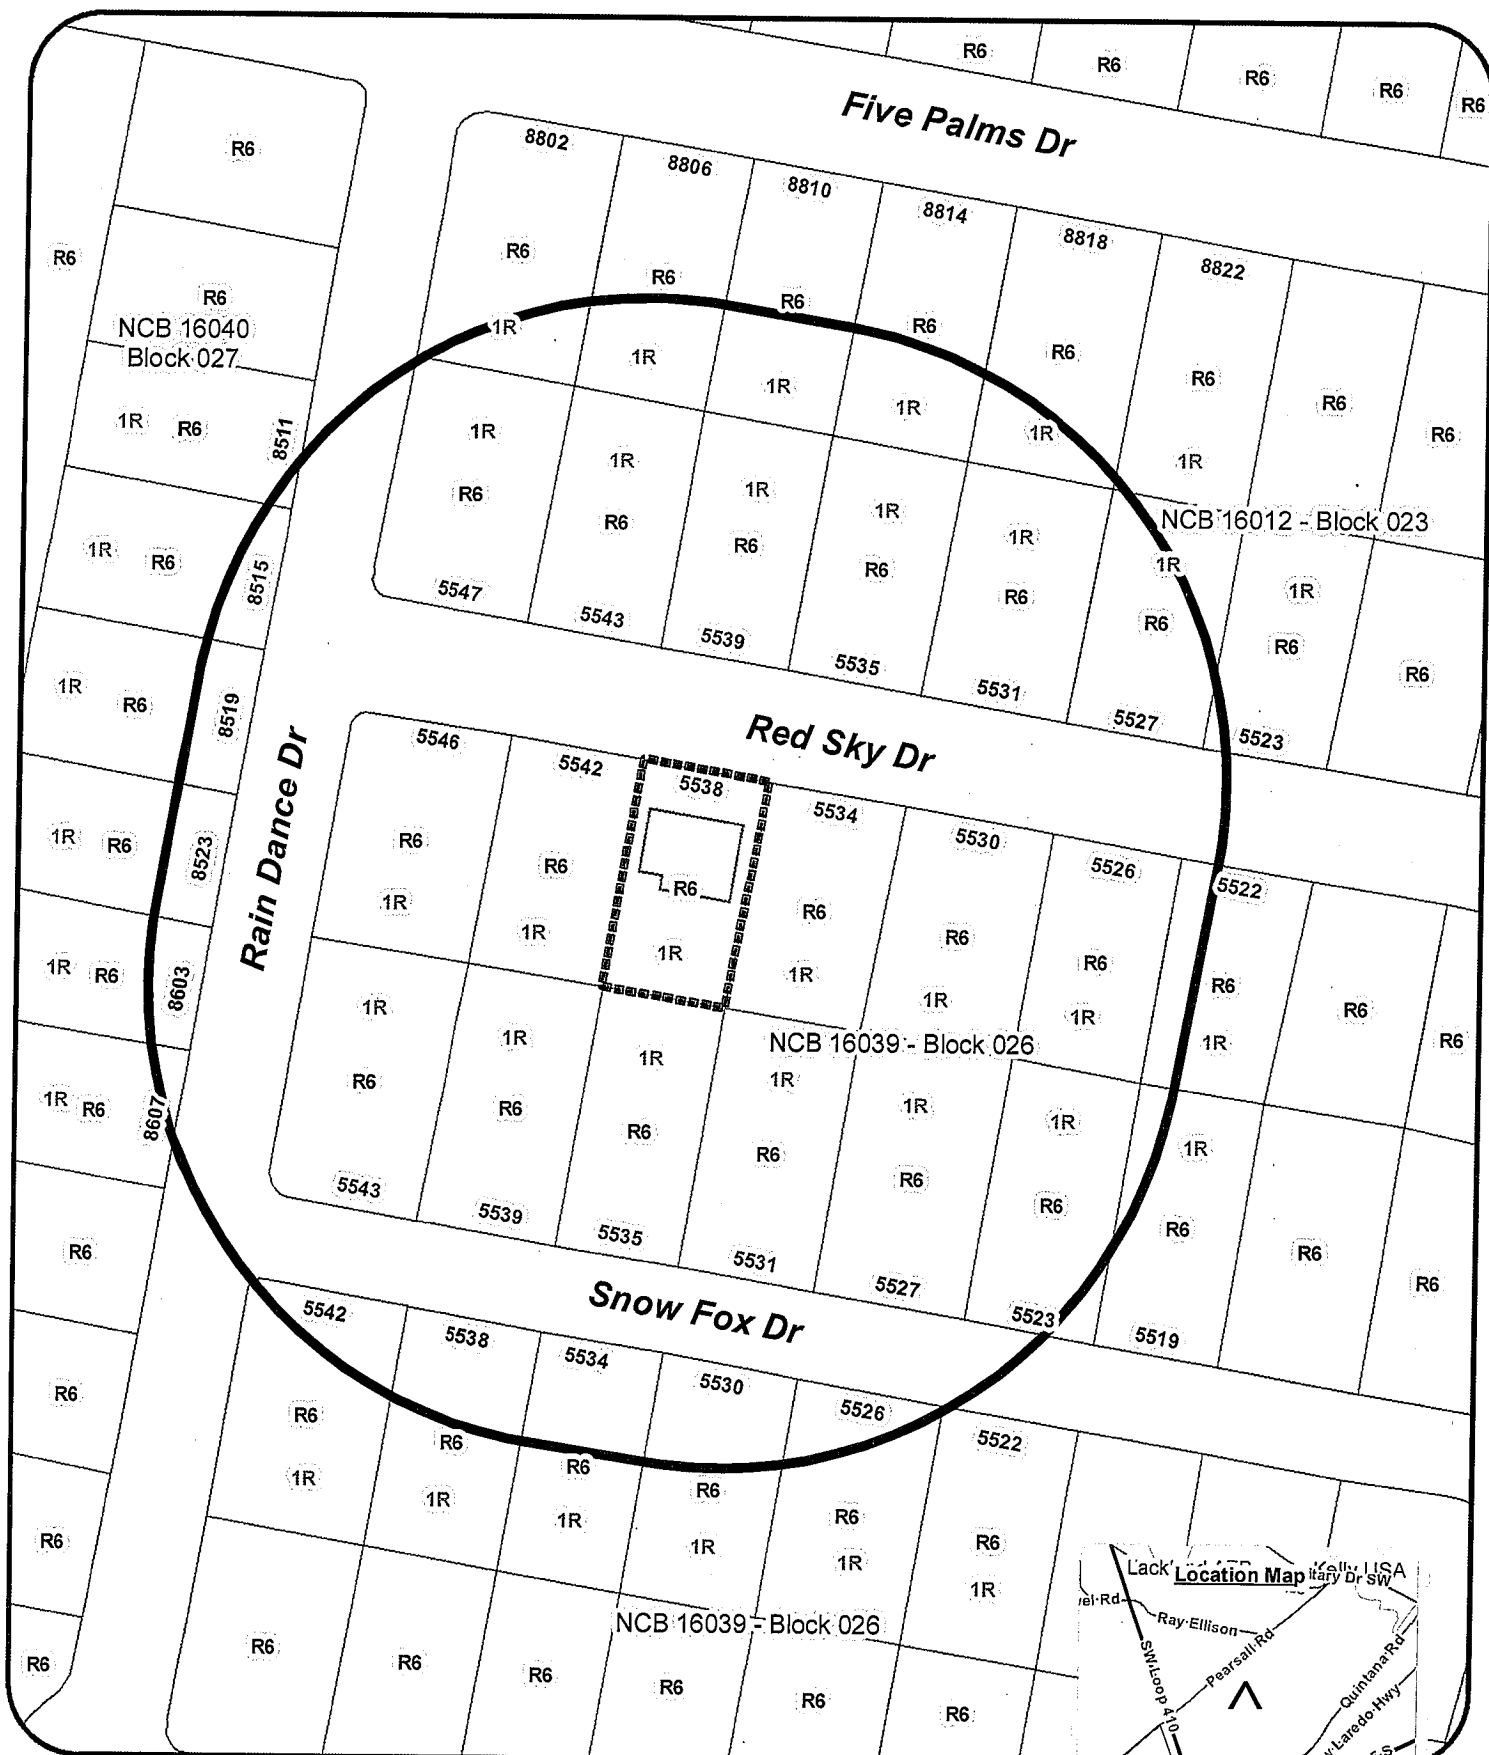 R6
R6
R6
R6
R6
Five Palms Dr
8802
8806
8810
8814
8818
8822
R6
R6
R6
R6
R6
R6
R6
R6
R6
R6
R6
NCB 16040
Block 027
1R
1R
1R
1R
1R
1R
1R
R6
8511
1R
R6
1R
R6
1R
R6
1R
R6
1R
R6
1R
R6
1R
R6
NCB 16012 - Block 023
1R
R6
8515
5547
5543
5539
5535
5531
5527
5523
R6
1R
R6
8519
Rain Dance Dr
Red Sky Dr
5546
5542
5538
5534
5530
5526
5522
1R
R6
8523
R6
1R
R6
1R
R6
1R
R6
1R
R6
1R
R6
1R
R6
1R
R6
R6
1R
R6
8603
NCB 16039 - Block 026
1R
R6
1R
R6
1R
R6
1R
R6
1R
R6
1R
R6
1R
R6
R6
R6
1R
R6
8607
5543
5539
5535
5531
5527
5523
5519
R6
Snow Fox Dr
5542
5538
5534
5530
5526
5522
R6
R6
1R
R6
1R
R6
1R
R6
1R
R6
1R
R6
1R
R6
R6
NCB 16039 - Block 026
R6
R6
R6
R6
R6
R6
Location Map
Kelly USA
Ray Ellison
Pearsall Rd
SW Loop 410
Quintana Rd